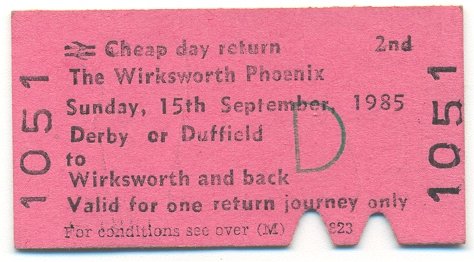 Cheap day return 2nd
The Wirksworth Phoenix
Sunday, 15th September, 1985
Derby or Duffield
D
to
Wirksworth and back
Valid for one return journey only
For conditions see over (M) 823
1051
1051